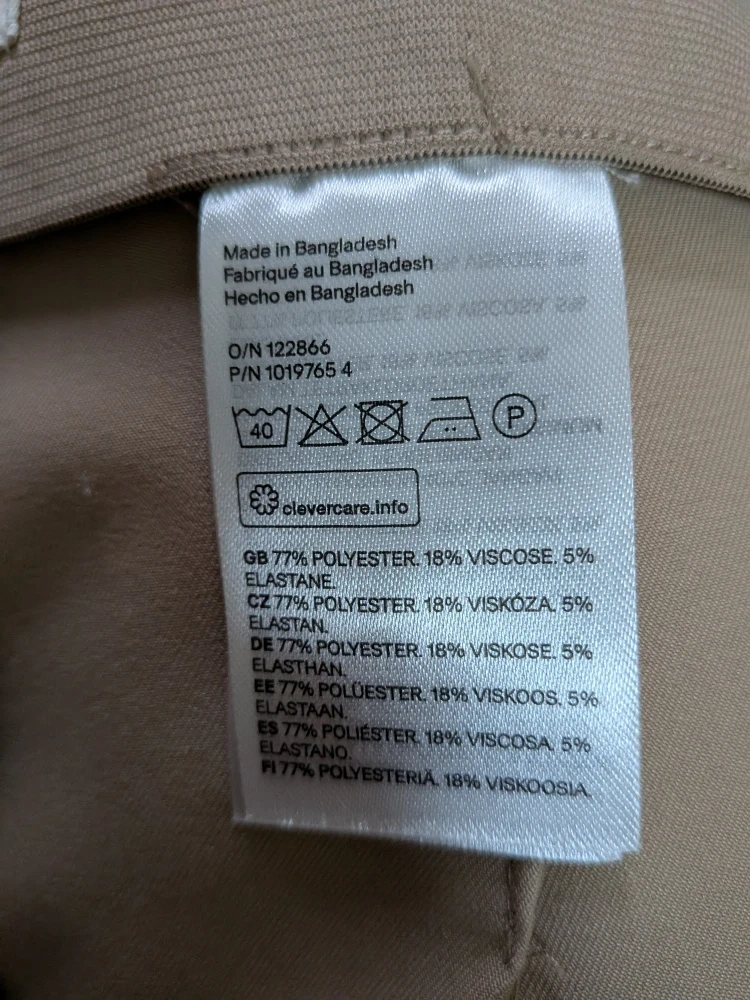 Made in Bangladesh
Fabriqué au Bangladesh
Hecho en Bangladesh
O/N 122866
P/N 1019765 4
40
P
clevercare.info
GB 77% POLYESTER. 18% VISCOSE. 5%
ELASTANE.
CZ 77% POLYESTER. 18% VISKÓZA. 5%
ELASTAN.
DE 77% POLYESTER. 18% VISKOSE. 5%
ELASTHAN.
EE 77% POLÜESTER. 18% VISKOOS. 5%
ELASTAAN.
ES 77% POLIÉSTER. 18% VISCOSA. 5%
ELASTANO.
FI 77% POLYESTERIÄ. 18% VISKOOSIA.